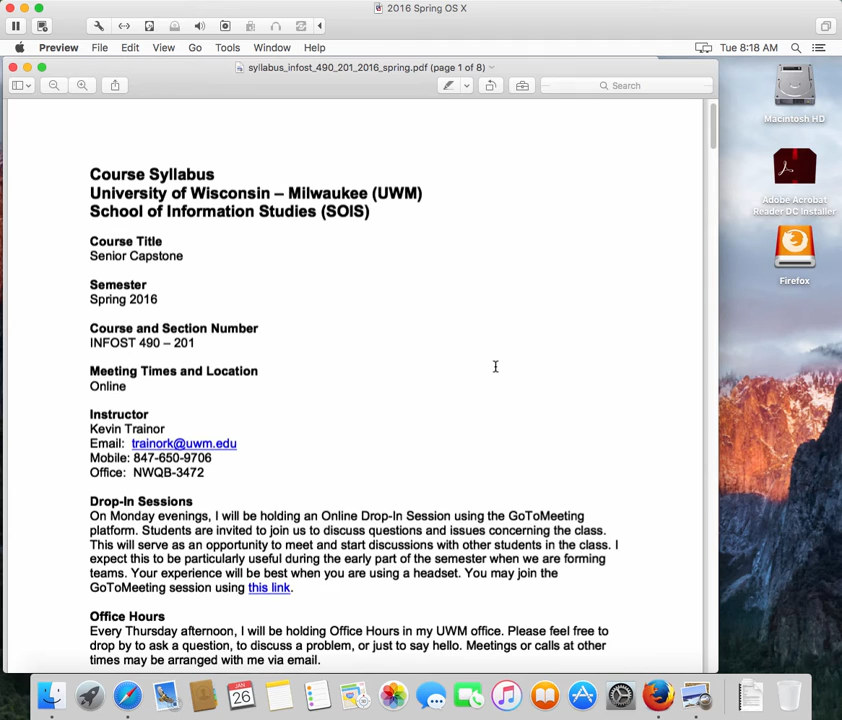 2016 Spring OS X
Preview File Edit View Go Tools Window Help Tue 8:18 AM
syllabus_infost_490_201_2016_spring.pdf (page 1 of 8)
Search
Macintosh HD
Adobe Acrobat
Reader DC Installer
Firefox
Course Syllabus
University of Wisconsin – Milwaukee (UWM)
School of Information Studies (SOIS)
Course Title
Senior Capstone
Semester
Spring 2016
Course and Section Number
INFOST 490 – 201
Meeting Times and Location
Online
Instructor
Kevin Trainor
Email: trainork@uwm.edu
Mobile: 847-650-9706
Office: NWQB-3472
Drop-In Sessions
On Monday evenings, I will be holding an Online Drop-In Session using the GoToMeeting
platform. Students are invited to join us to discuss questions and issues concerning the class.
This will serve as an opportunity to meet and start discussions with other students in the class. I
expect this to be particularly useful during the early part of the semester when we are forming
teams. Your experience will be best when you are using a headset. You may join the
GoToMeeting session using this link.
Office Hours
Every Thursday afternoon, I will be holding Office Hours in my UWM office. Please feel free to
drop by to ask a question, to discuss a problem, or just to say hello. Meetings or calls at other
times may be arranged with me via email.
JAN
26